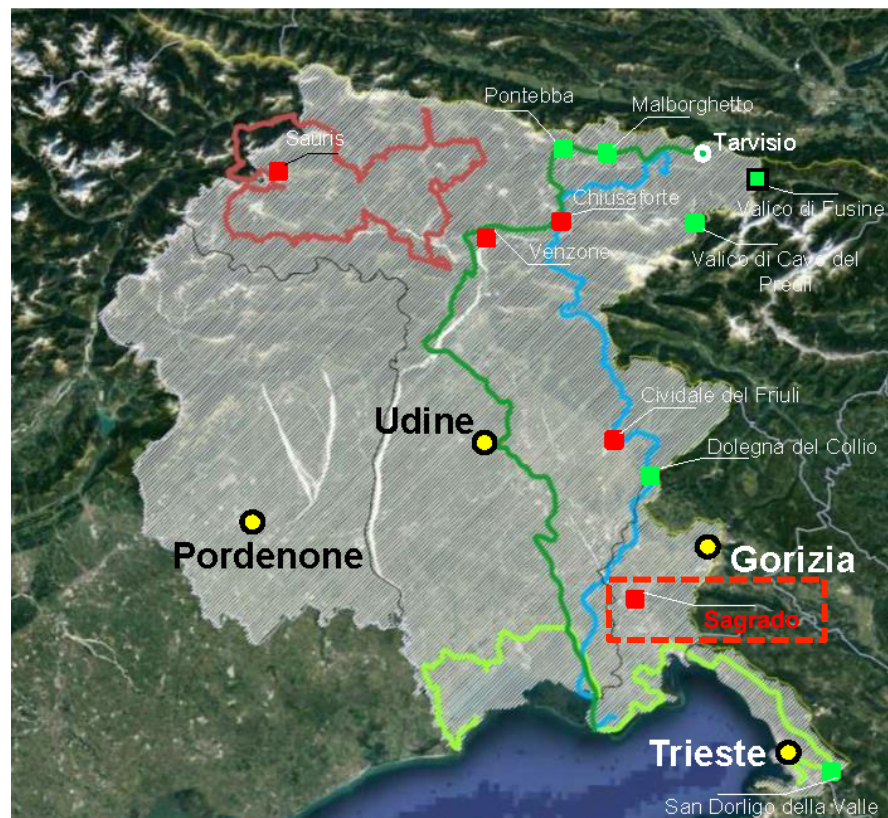 Pontebba
Malborghetto
Sauris
Tarvisio
Chiusaforte
Valico di Fusine
Venzone
Valico di Cave del
Predil
Cividale del Friuli
Udine
Dolegna del Collio
Pordenone
Gorizia
Sagrado
Trieste
San Dorligo della Valle